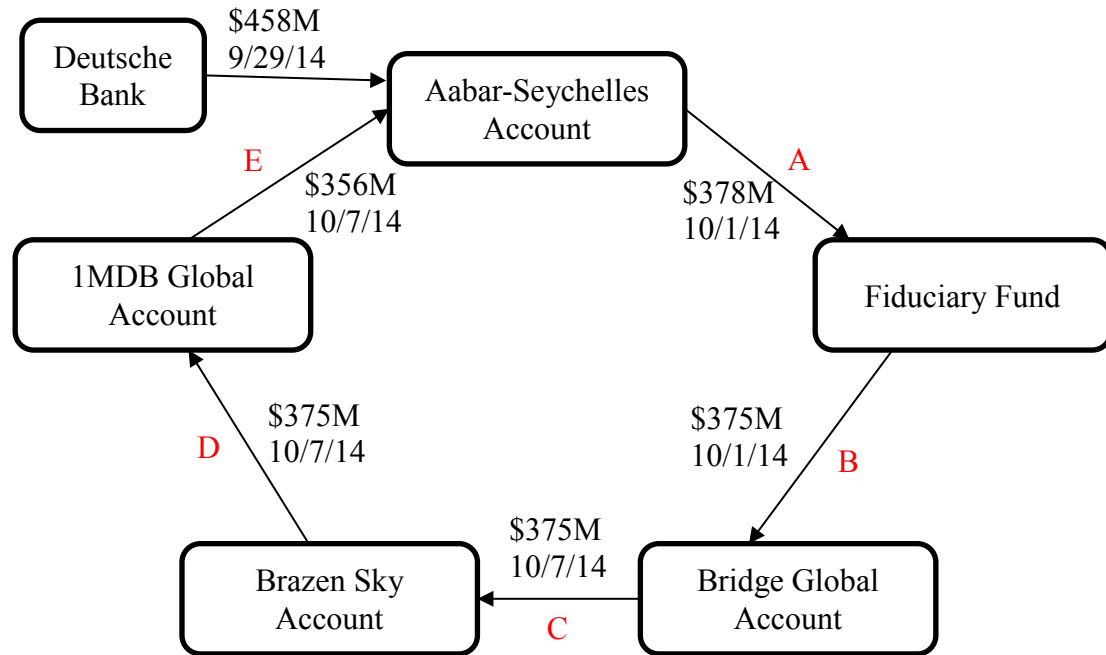 $458M
9/29/14
Deutsche
Bank
Aabar-Seychelles
Account
E
A
$356M
10/7/14
$378M
10/1/14
1MDB Global
Account
Fiduciary Fund
$375M
10/7/14
D
$375M
10/1/14
B
$375M
10/7/14
Brazen Sky
Account
C
Bridge Global
Account